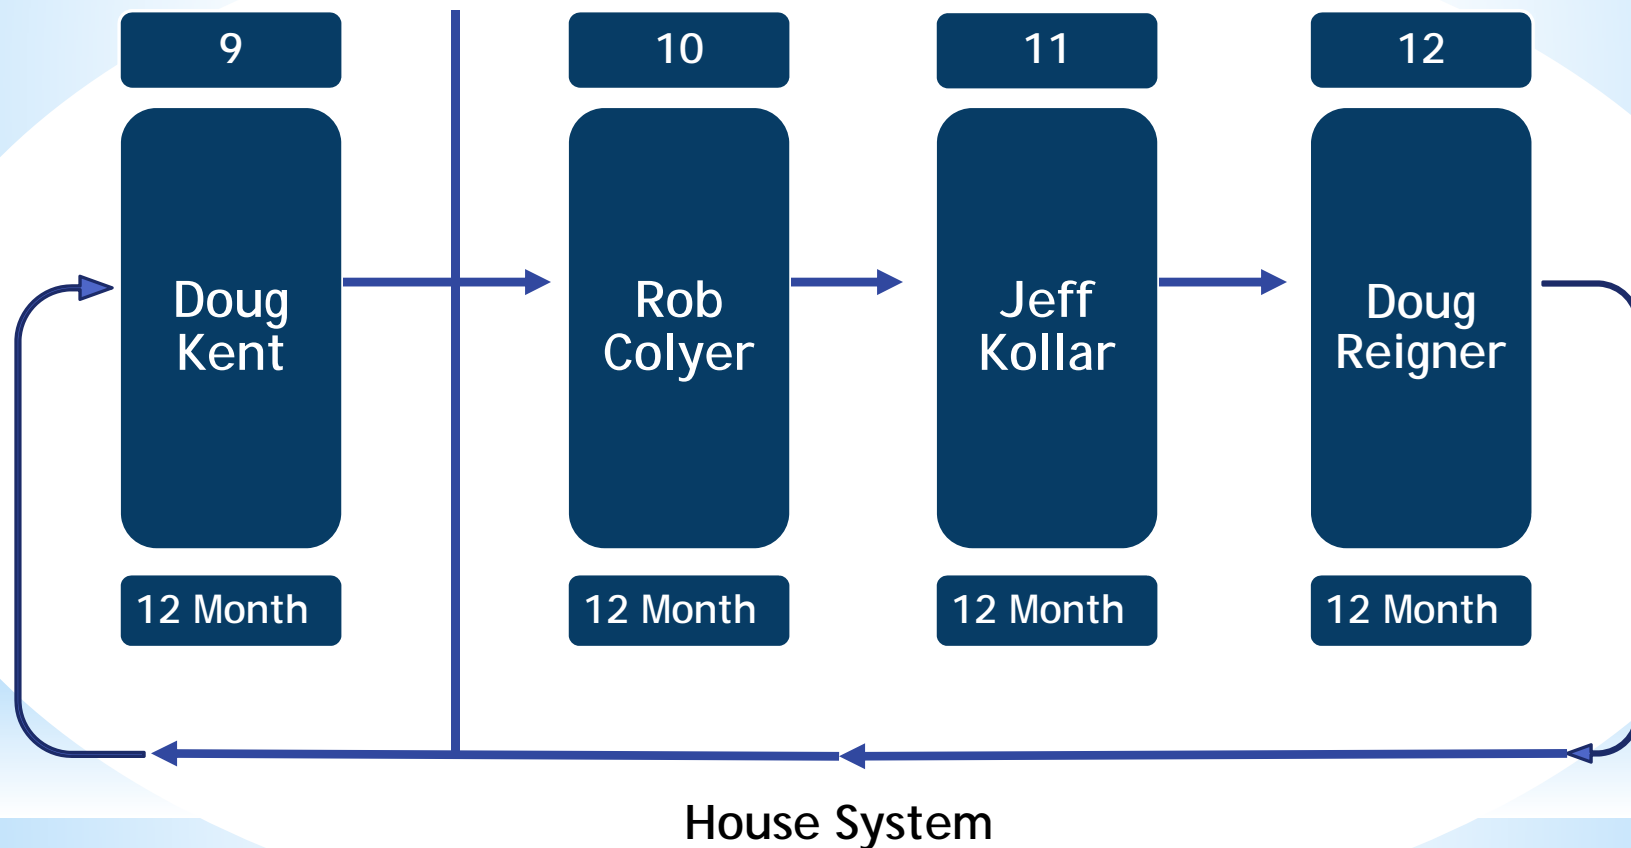 9
10
11
12
Doug
Kent
Rob
Colyer
Jeff
Kollar
Doug
Reigner
12 Month
12 Month
12 Month
12 Month
House System